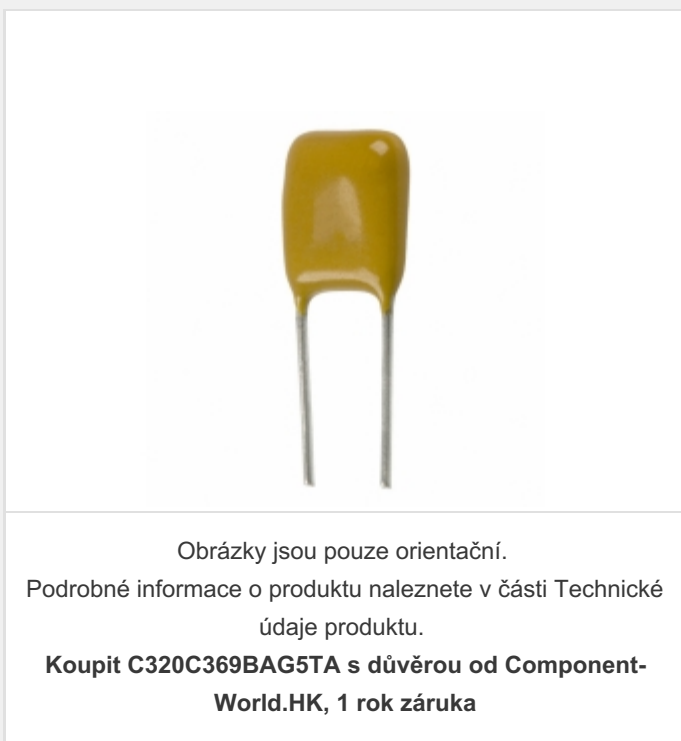 Obrázky jsou pouze orientační.
Podrobné informace o produktu naleznete v části Technické
údaje produktu.
Koupit C320C369BAG5TA s důvěrou od Component-
World.HK, 1 rok záruka